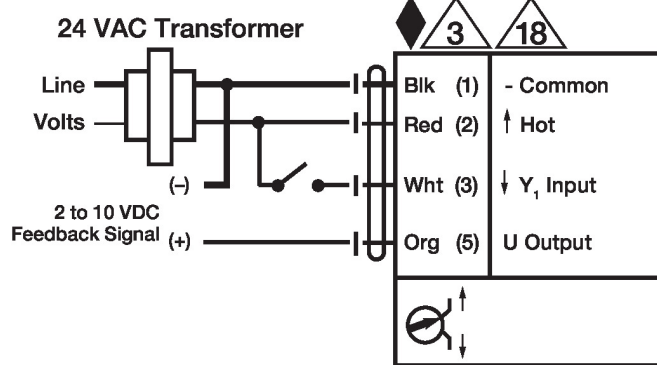 24 VAC Transformer
3
18
Line
Volts
Blk (1) - Common
Red (2) Hot
(–)
Wht (3) Y1 Input
2 to 10 VDC
Feedback Signal (+)
Org (5) U Output